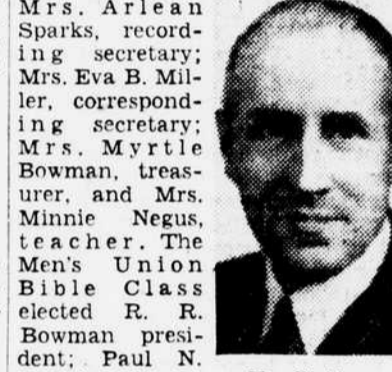 Mrs. Arlean
Sparks, record-
ing secretary;
Mrs. Eva B. Mil-
ler, correspond-
ing secretary;
Mrs. Myrtle
Bowman, treas-
urer, and Mrs.
Minnie Negus,
teacher. The
Men's Union
Bible Class
elected R. R.
Bowman presi-
dent; Paul N.